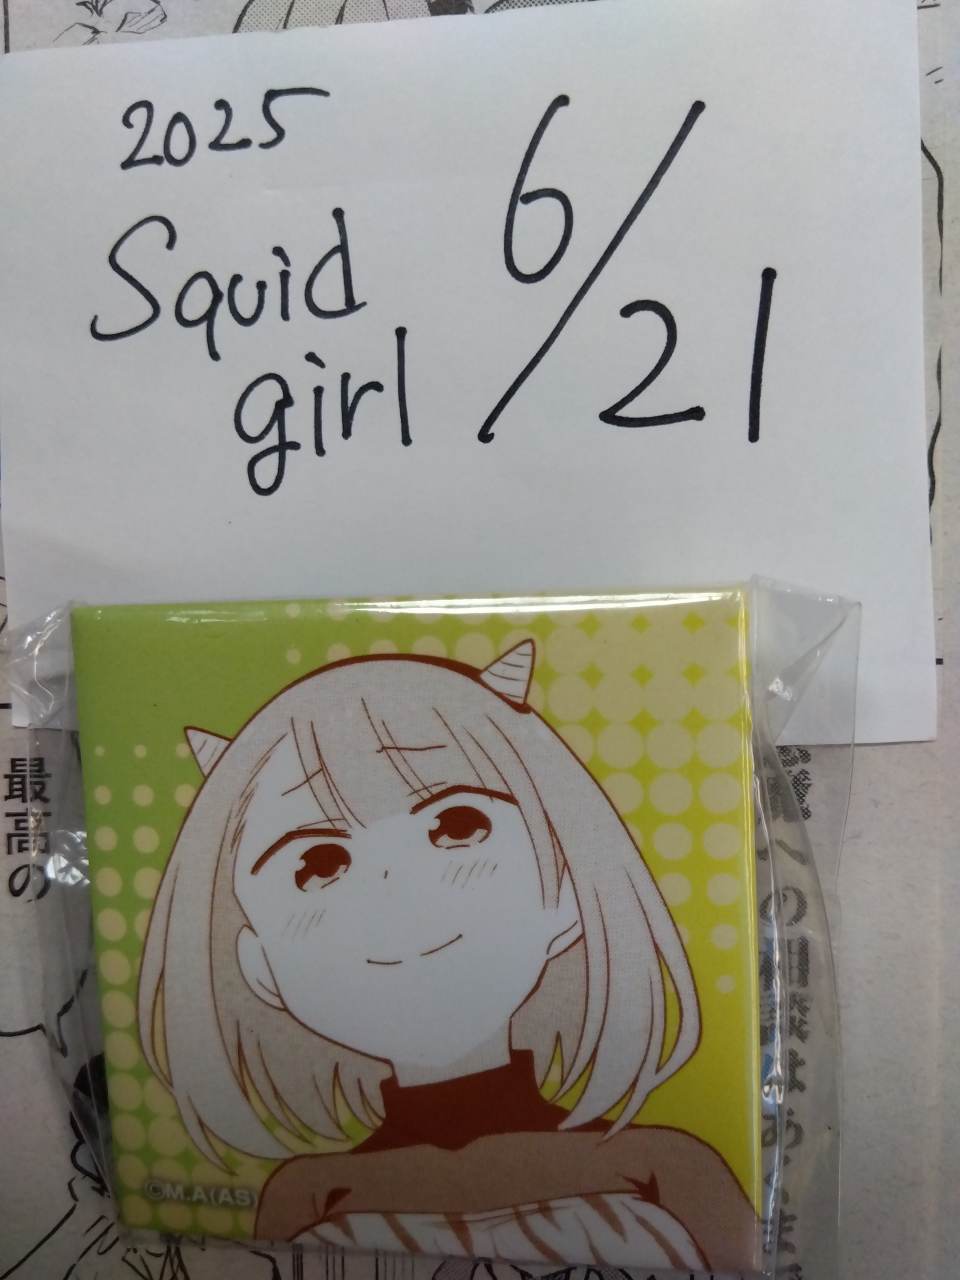 2025
Squid
girl
6/21
最高の
©M.A(AS)